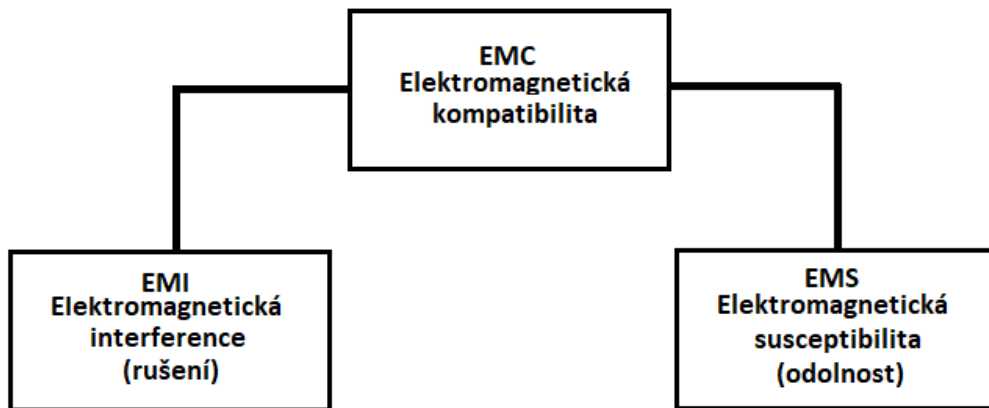 EMC
Elektromagnetická
kompatibilita
EMI
Elektromagnetická
interference
(rušení)
EMS
Elektromagnetická
susceptibilita
(odolnost)